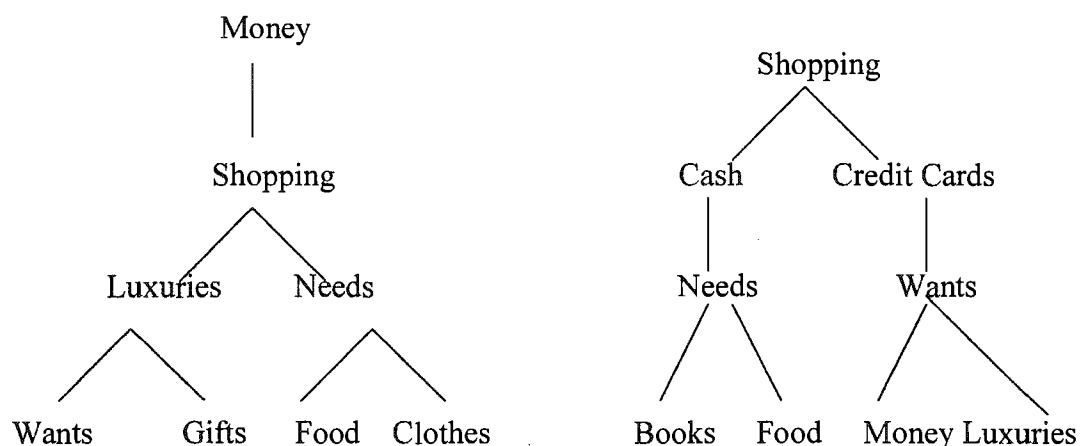 Money
Shopping
Luxuries Needs
Wants Gifts Food Clothes
Shopping
Cash Credit Cards
Needs Wants
Books Food Money Luxuries